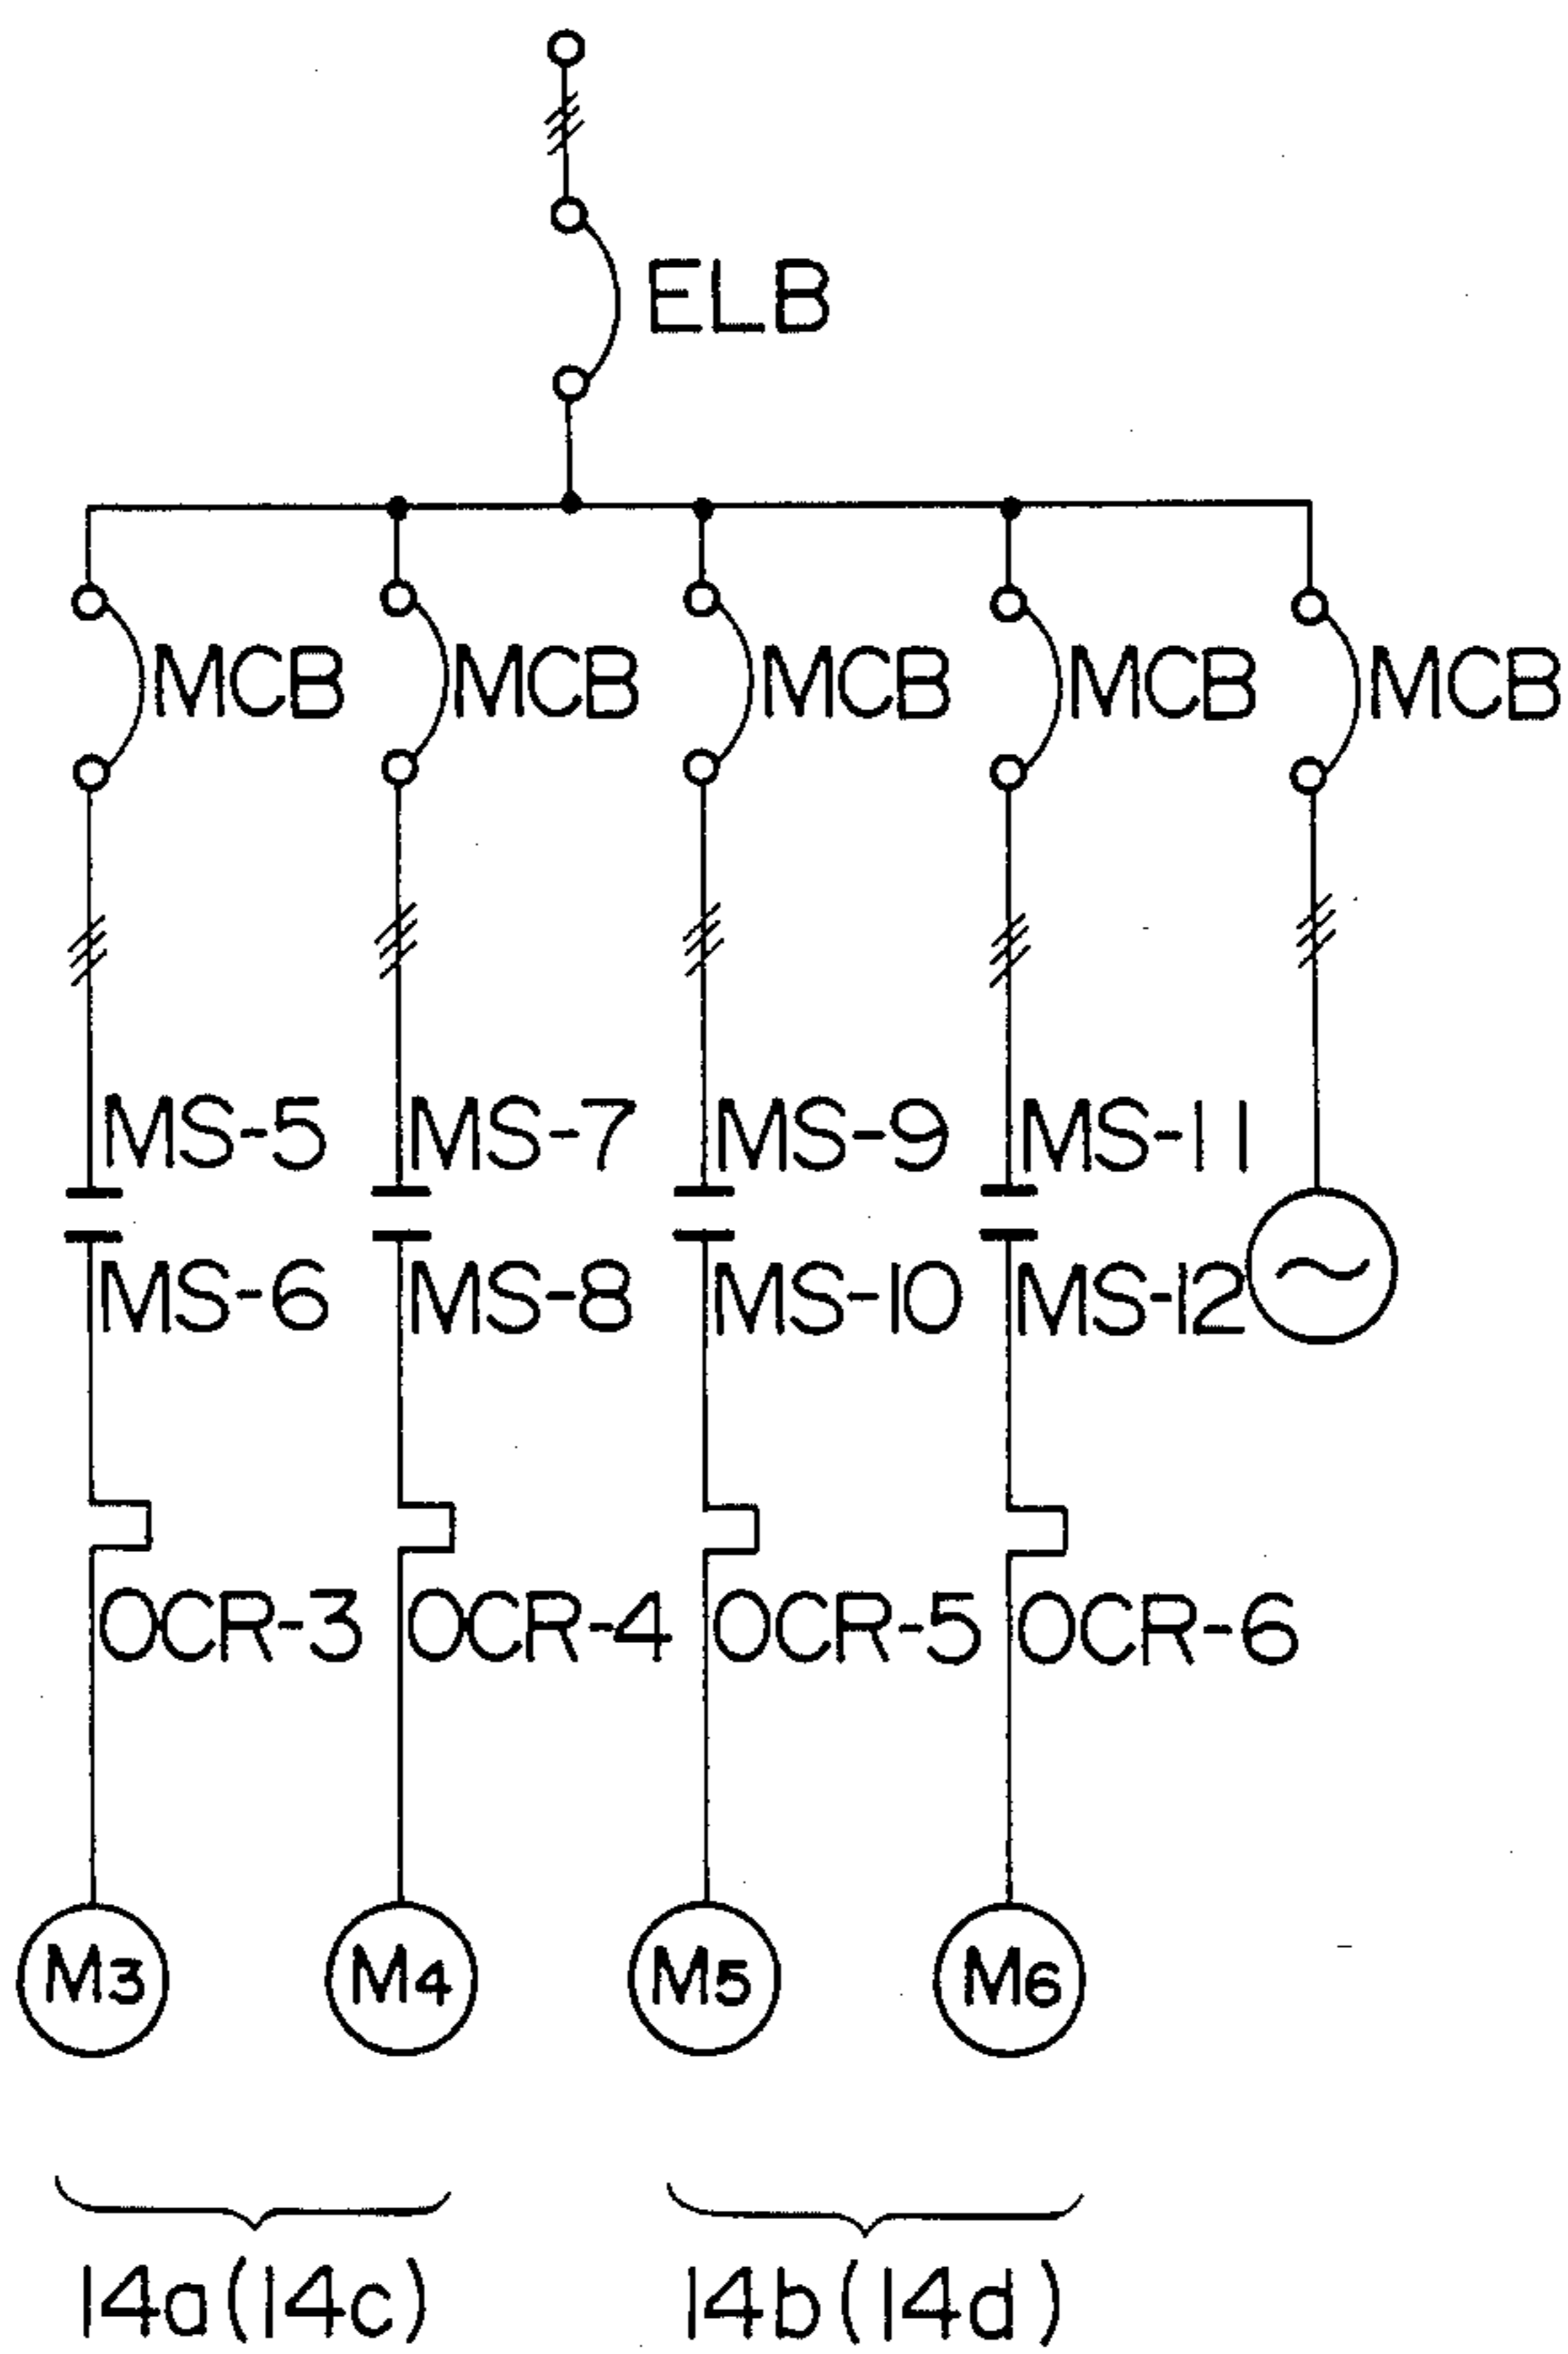 ELB
MCB MCB MCB MCB MCB
MS-5 MS-7 MS-9 MS-11
MS-6 MS-8 MS-10 MS-12
OCR-3 OCR-4 OCR-5 OCR-6
M3 M4 M5 M6
14a(14c) 14b(14d)